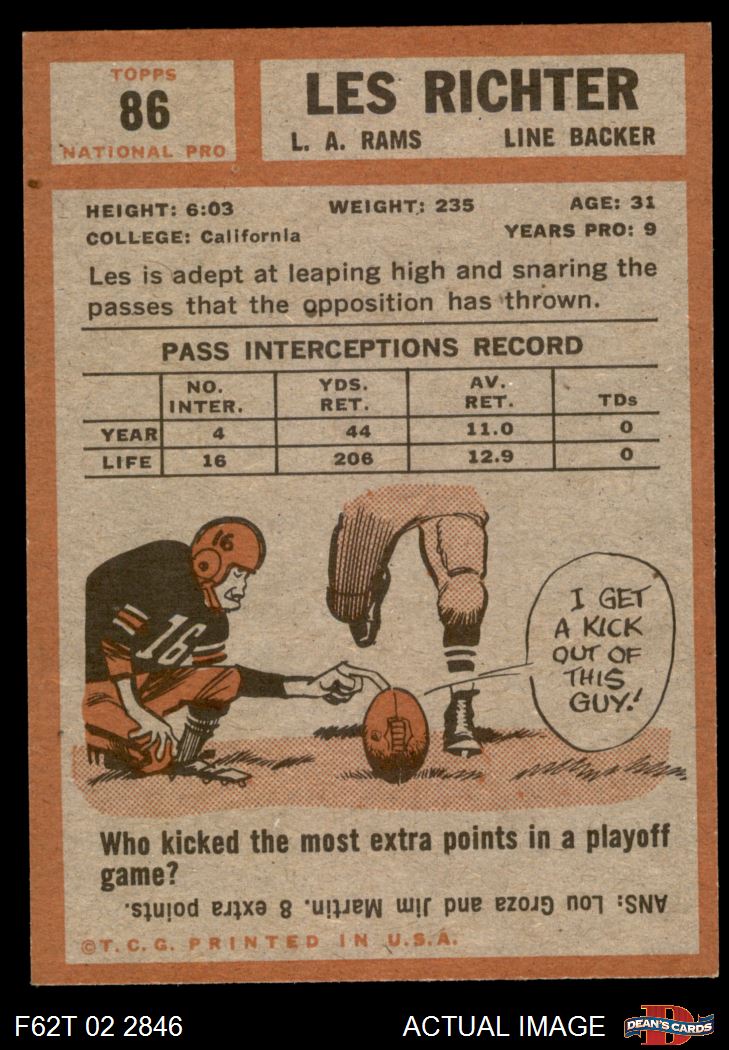 TOPPS
86
NATIONAL PRO
LES RICHTER
L. A. RAMS LINE BACKER
HEIGHT: 6:03 WEIGHT: 235 AGE: 31
COLLEGE: California YEARS PRO: 9
Les is adept at leaping high and snaring the
passes that the opposition has thrown.
PASS INTERCEPTIONS RECORD
NO. INTER. YDS. RET. AV. RET. TDs
YEAR 4 44 11.0 0
LIFE 16 206 12.9 0
16
16
I GET
A KICK
OUT OF
THIS
GUY!
Who kicked the most extra points in a playoff
game?
ANS: Lou Groza and Jim Martin. 8 extra points.
©T.C.G. PRINTED IN U.S.A.
F62T 02 2846 ACTUAL IMAGE
D
DEAN'S CARDS